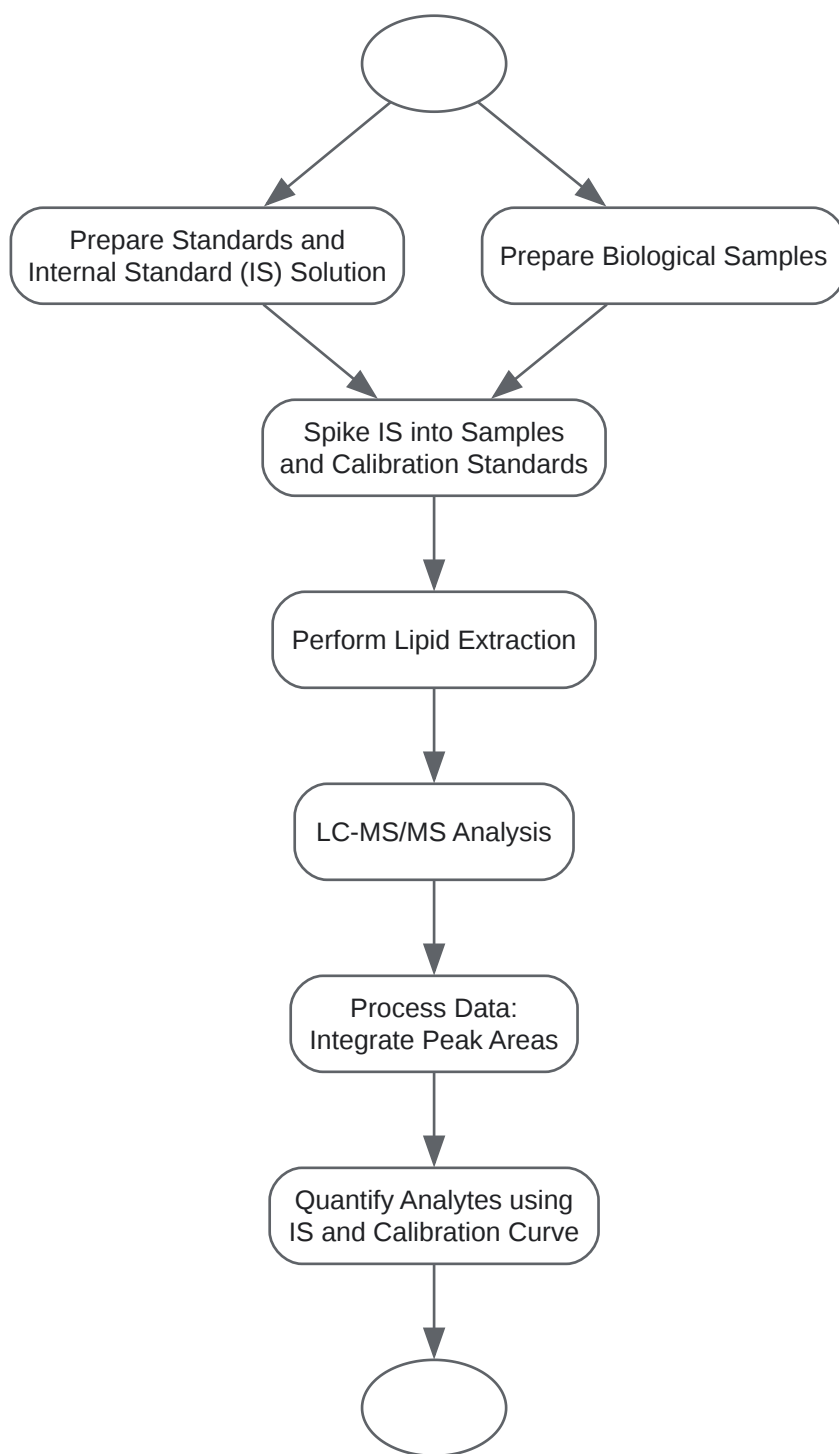 Prepare Standards and
Internal Standard (IS) Solution
Prepare Biological Samples
Spike IS into Samples
and Calibration Standards
Perform Lipid Extraction
LC-MS/MS Analysis
Process Data:
Integrate Peak Areas
Quantify Analytes using
IS and Calibration Curve